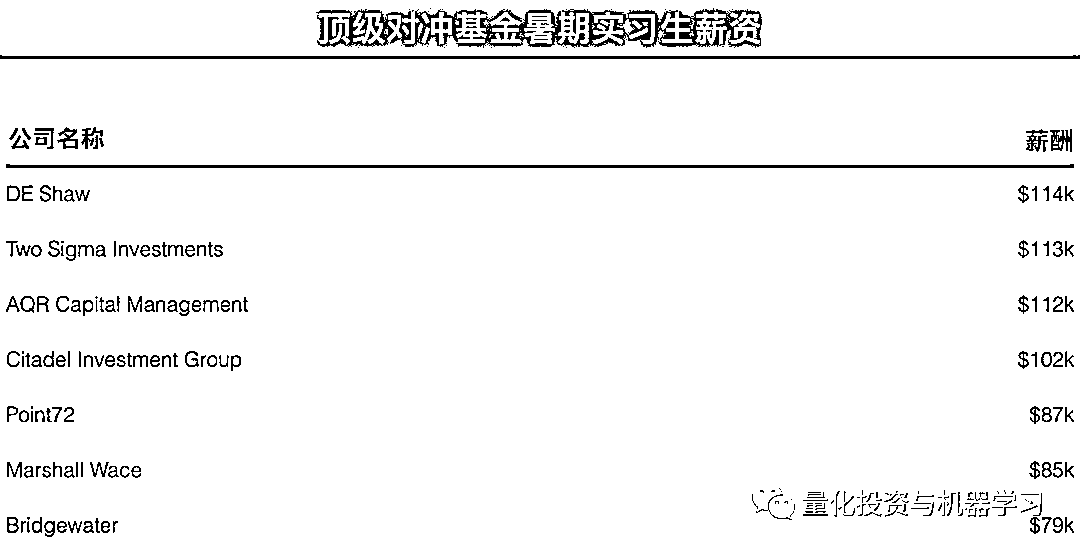 顶级对冲基金暑期实习生薪资
公司名称 薪酬
DE Shaw $114k
Two Sigma Investments $113k
AQR Capital Management $112k
Citadel Investment Group $102k
Point72 $87k
Marshall Wace $85k
量化投资与机器学习
Bridgewater $79k